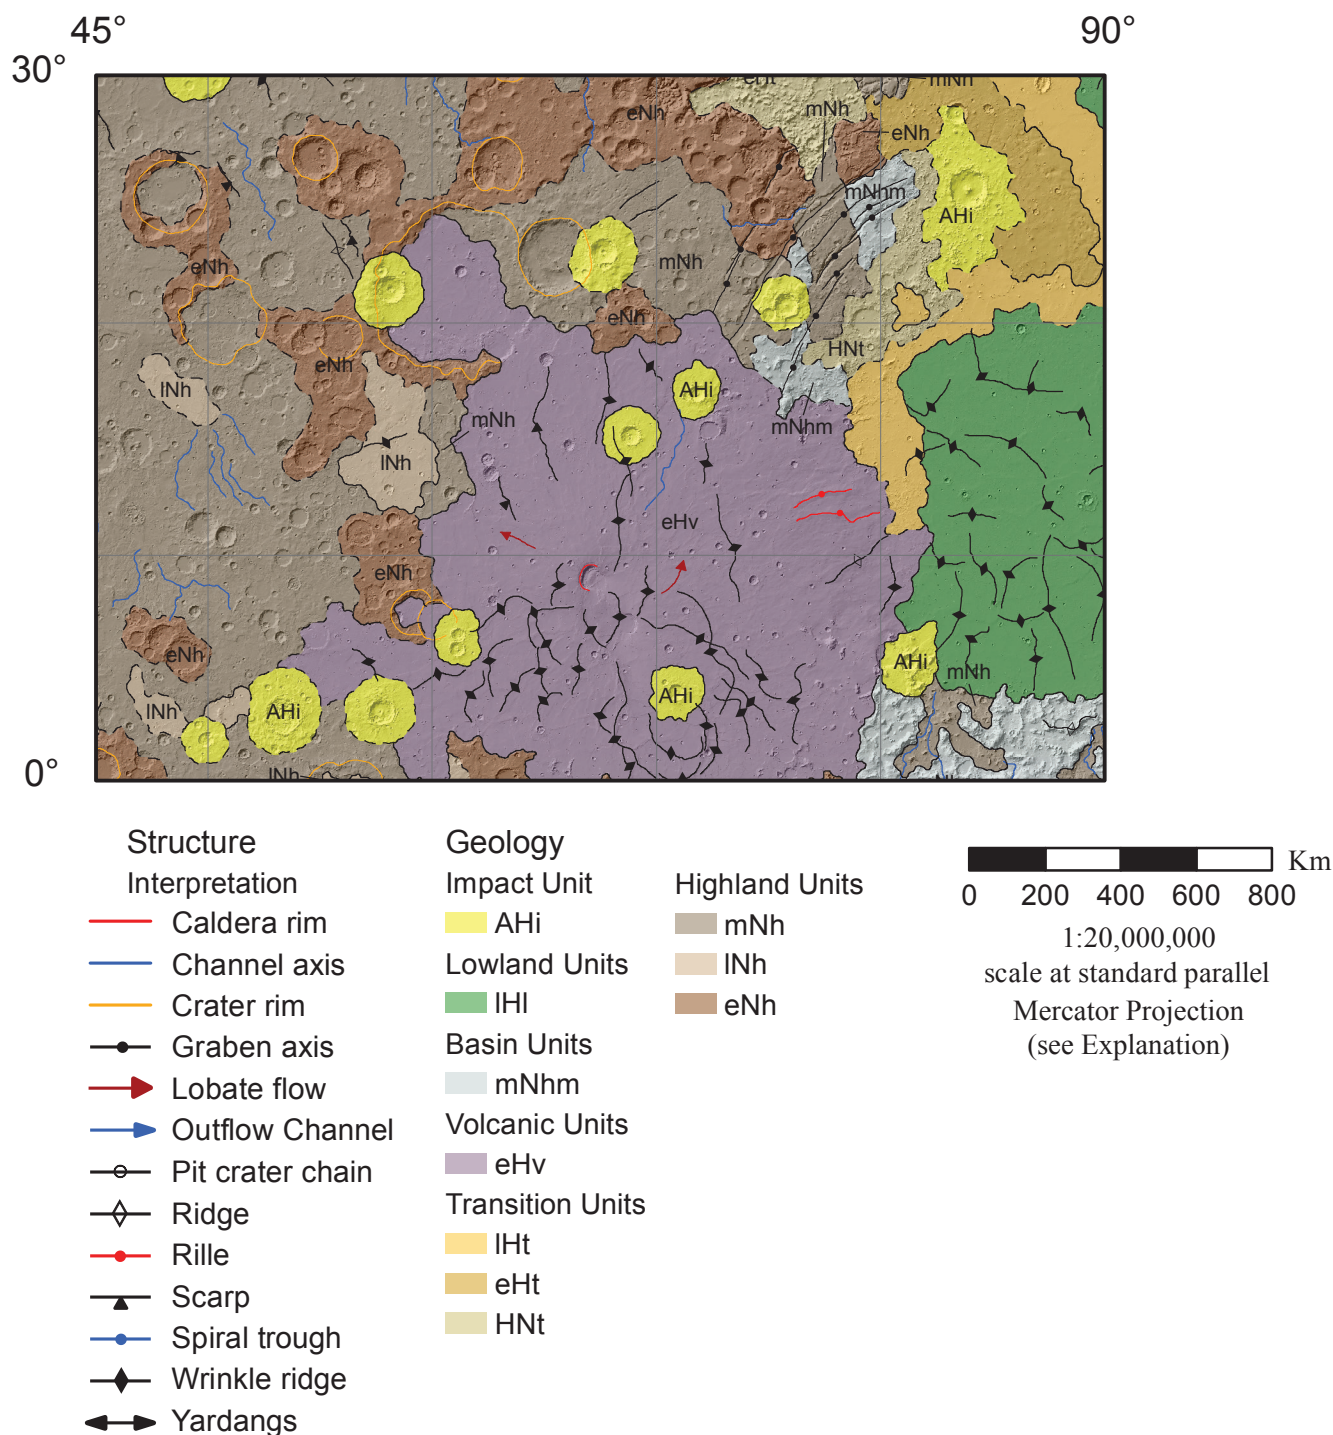 45° 90°
30°
eHt
mNh
mNh
eNh
eNh
mNhm
AHi
eNh
mNh
eNh
HNt
eNh
lNh
AHi
mNh
mNhm
lNh
eHv
eNh
eNh
AHi
mNh
lNh
AHi
AHi
lNh
0°
Structure
Interpretation
Caldera rim
Channel axis
Crater rim
Graben axis
Lobate flow
Outflow Channel
Pit crater chain
Ridge
Rille
Scarp
Spiral trough
Wrinkle ridge
Yardangs
Geology
Impact Unit
AHi
Lowland Units
lHl
Basin Units
mNhm
Volcanic Units
eHv
Transition Units
lHt
eHt
HNt
Highland Units
mNh
lNh
eNh
Km
0 200 400 600 800
1:20,000,000
scale at standard parallel
Mercator Projection
(see Explanation)